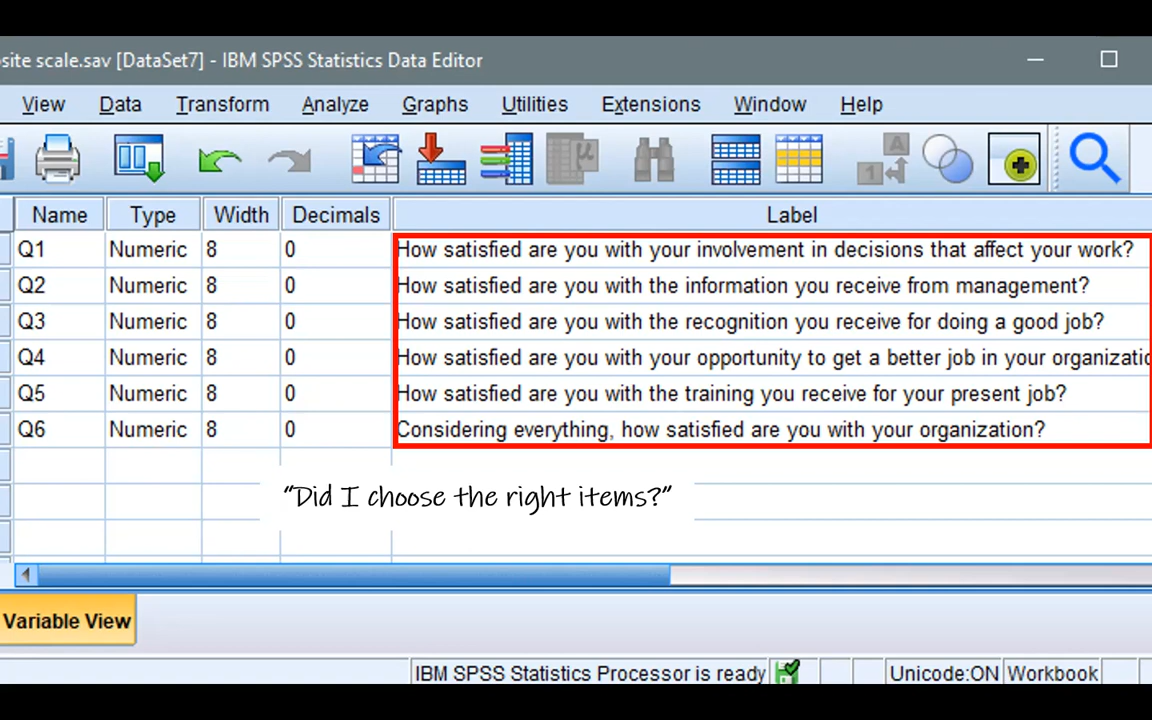 site scale.sav [DataSet7] - IBM SPSS Statistics Data Editor
View Data Transform Analyze Graphs Utilities Extensions Window Help
Name Type Width Decimals Label
Q1 Numeric 8 0 How satisfied are you with your involvement in decisions that affect your work?
Q2 Numeric 8 0 How satisfied are you with the information you receive from management?
Q3 Numeric 8 0 How satisfied are you with the recognition you receive for doing a good job?
Q4 Numeric 8 0 How satisfied are you with your opportunity to get a better job in your organizatio
Q5 Numeric 8 0 How satisfied are you with the training you receive for your present job?
Q6 Numeric 8 0 Considering everything, how satisfied are you with your organization?
“Did I choose the right items?”
Variable View
IBM SPSS Statistics Processor is ready Unicode:ON Workbook